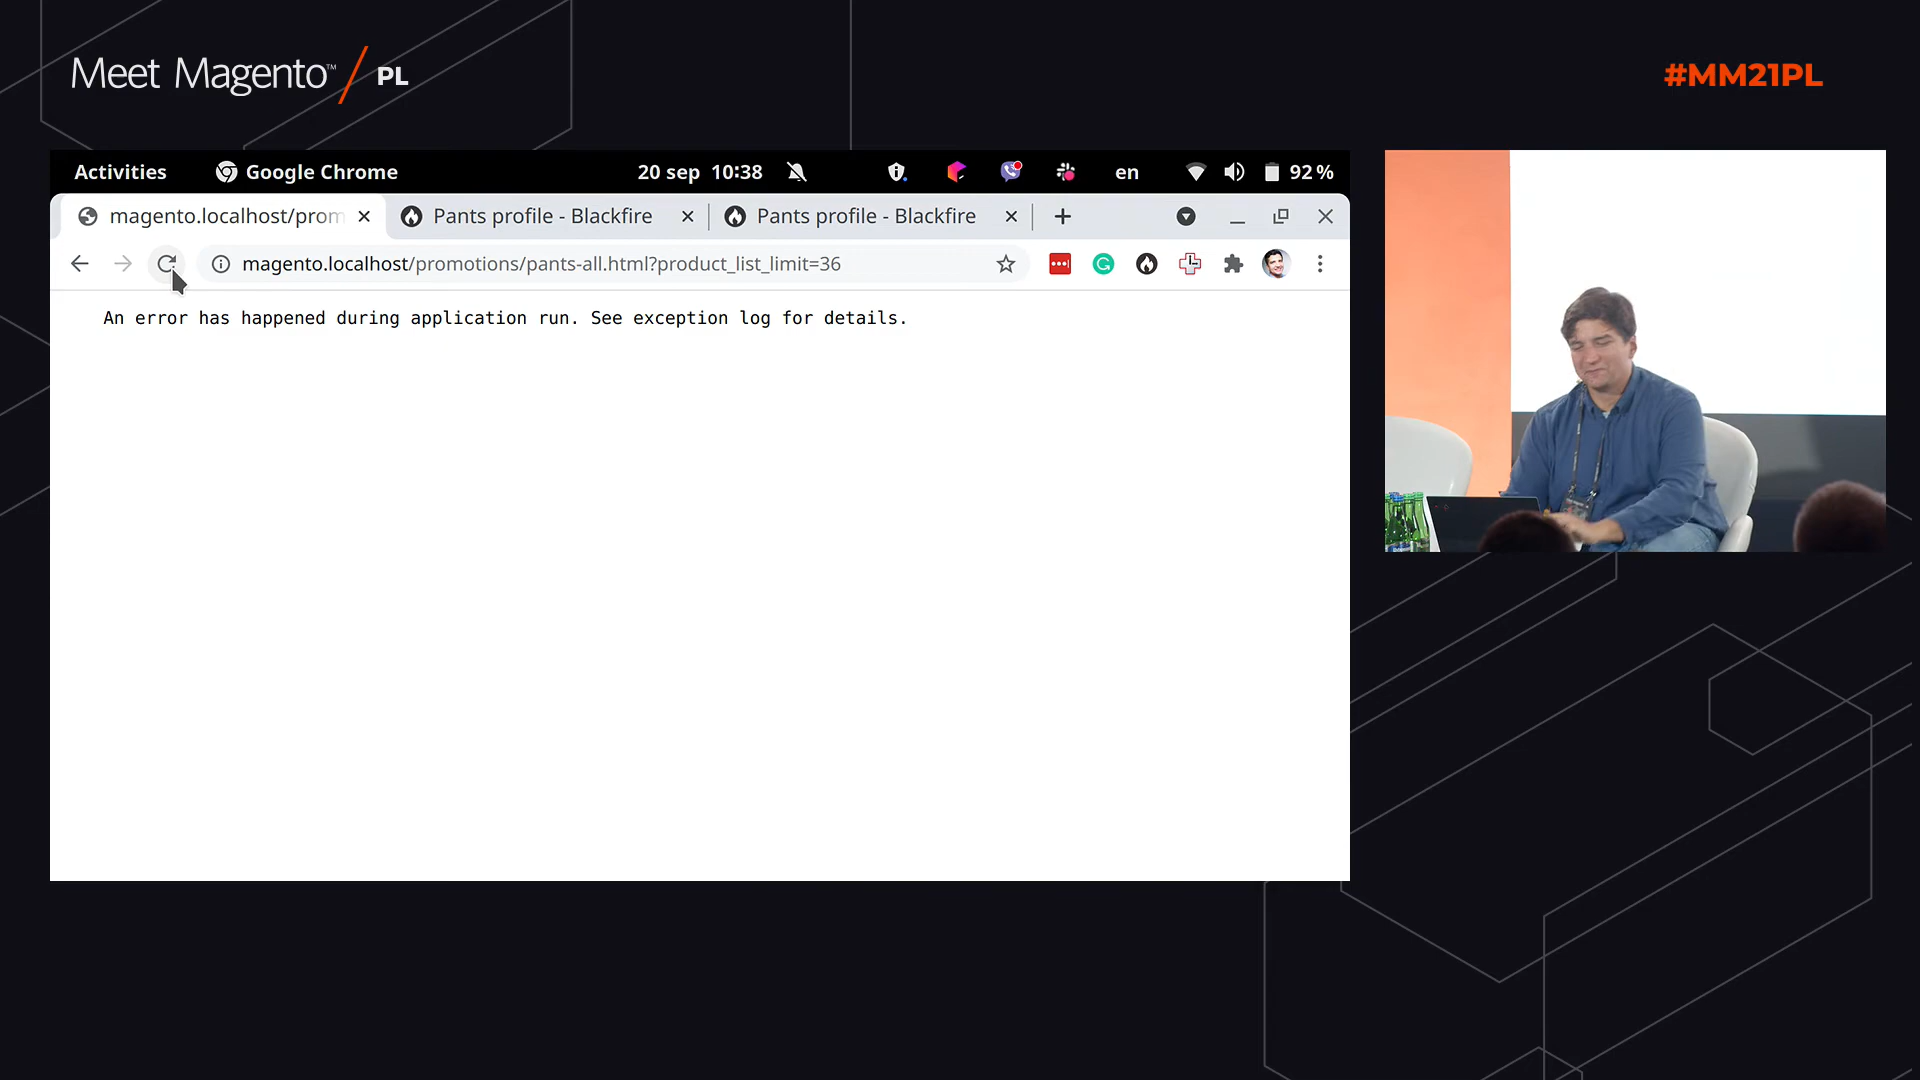 Meet Magento™ / PL
#MM21PL
Activities Google Chrome 20 sep 10:38 en 92 %
magento.localhost/prom Pants profile - Blackfire Pants profile - Blackfire
magento.localhost/promotions/pants-all.html?product_list_limit=36
An error has happened during application run. See exception log for details.